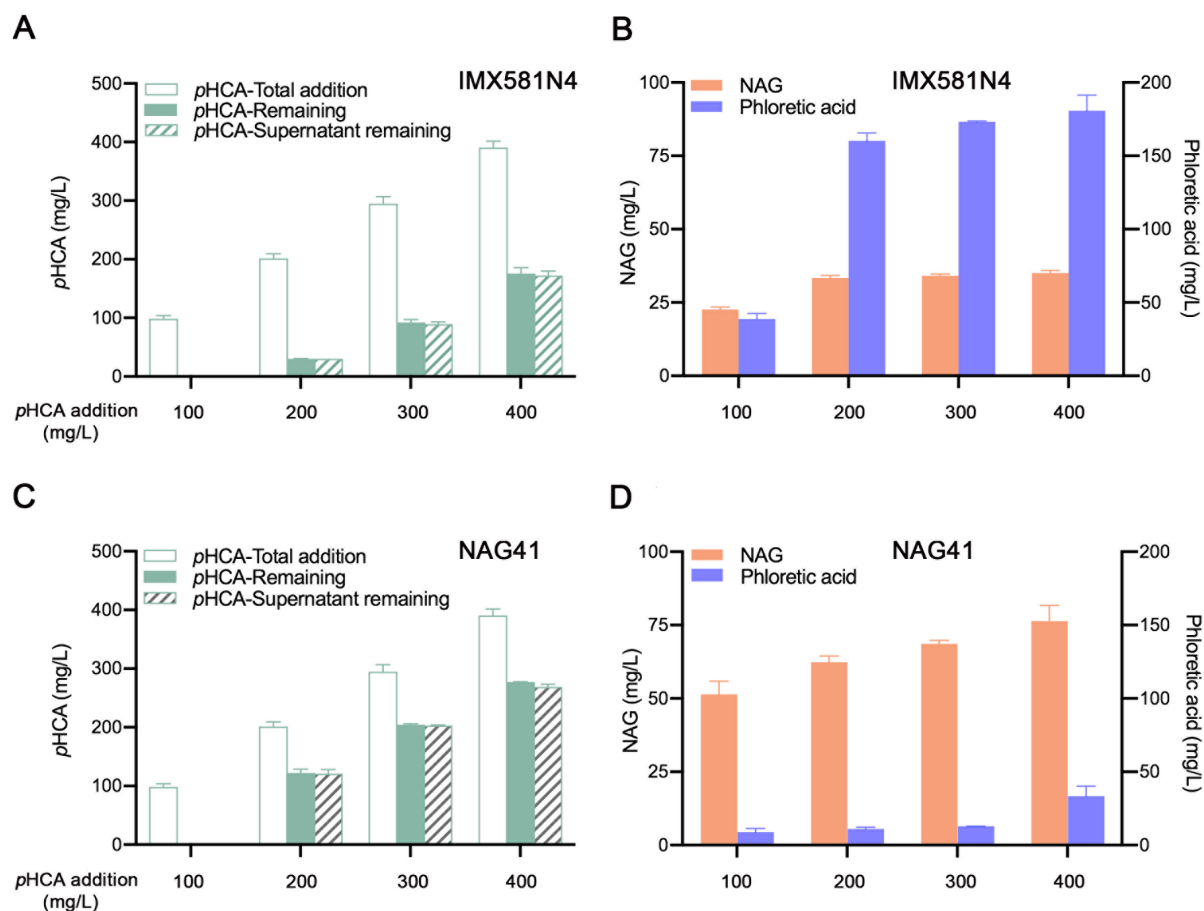 A
IMX581N4
pHCA-Total addition
pHCA-Remaining
pHCA-Supernatant remaining
pHCA (mg/L)
500
400
300
200
100
0
pHCA addition
(mg/L)
100
200
300
400
B
IMX581N4
NAG
Phloretic acid
NAG (mg/L)
100
75
50
25
0
Phloretic acid (mg/L)
200
150
100
50
0
100
200
300
400
C
NAG41
pHCA-Total addition
pHCA-Remaining
pHCA-Supernatant remaining
pHCA (mg/L)
500
400
300
200
100
0
pHCA addition
(mg/L)
100
200
300
400
D
NAG41
NAG
Phloretic acid
NAG (mg/L)
100
75
50
25
0
Phloretic acid (mg/L)
200
150
100
50
0
100
200
300
400